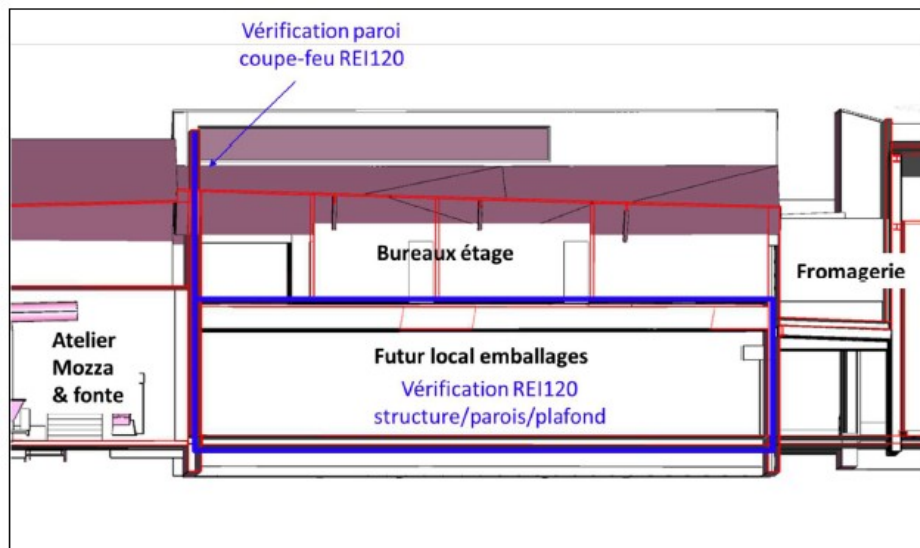 Vérification paroi
coupe-feu REI120
Bureaux étage
Fromagerie
Atelier
Mozza
& fonte
Futur local emballages
Vérification REI120
structure/parois/plafond